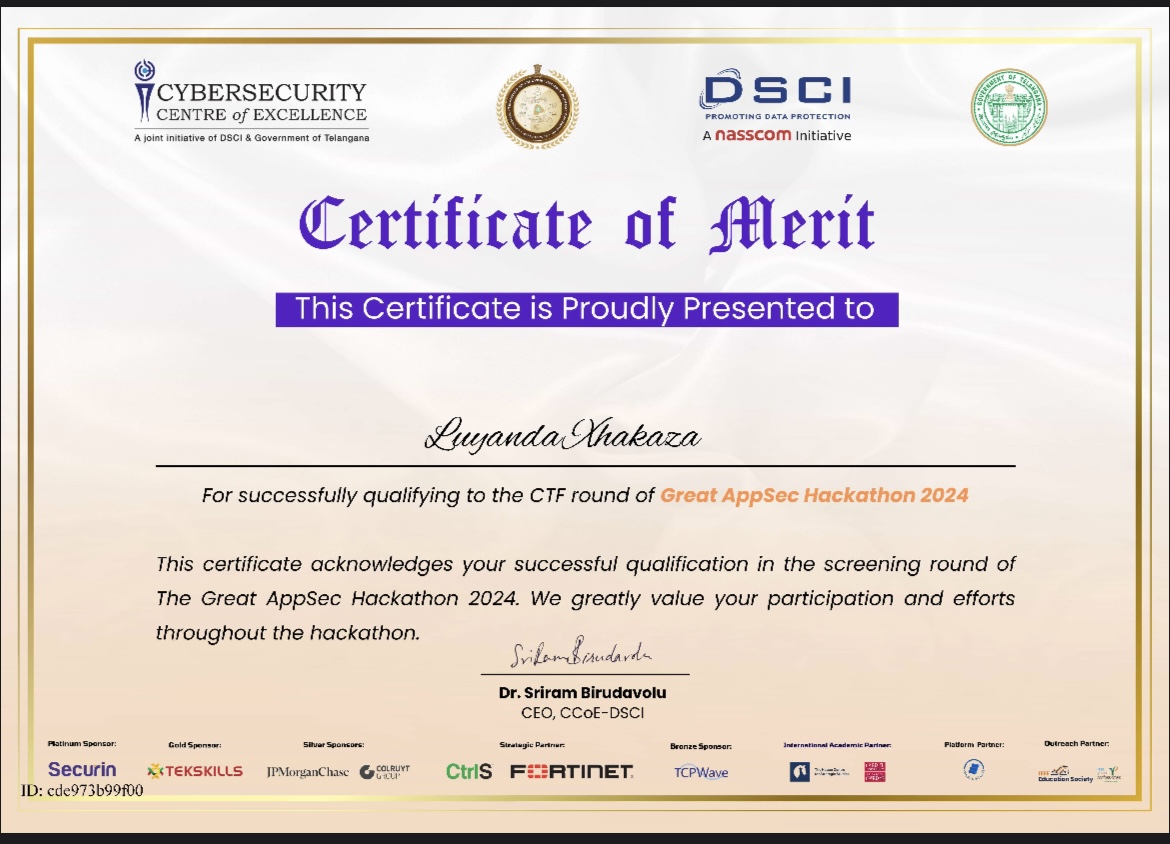 CYBERSECURITY
CENTRE of EXCELLENCE
A joint initiative of DSCI & Government of Telangana
DSCI
PROMOTING DATA PROTECTION
A nasscom Initiative
GOVERNMENT OF TELANGANA
Certificate of Merit
This Certificate is Proudly Presented to
Luyanda Xhakaza
For successfully qualifying to the CTF round of Great AppSec Hackathon 2024
This certificate acknowledges your successful qualification in the screening round of
The Great AppSec Hackathon 2024. We greatly value your participation and efforts
throughout the hackathon.
Sriram Birudavolu
Dr. Sriram Birudavolu
CEO, CCoE-DSCI
Platinum Sponsor: Gold Sponsor: Silver Sponsors: Strategic Partner: Bronze Sponsor: International Academic Partner: Platform Partner: Outreach Partner:
Securin TEKSKILLS JPMorganChase COLRUYT GROUP CtrlS FORTINET TCPWave
Education Society
ID: cde973b99f00